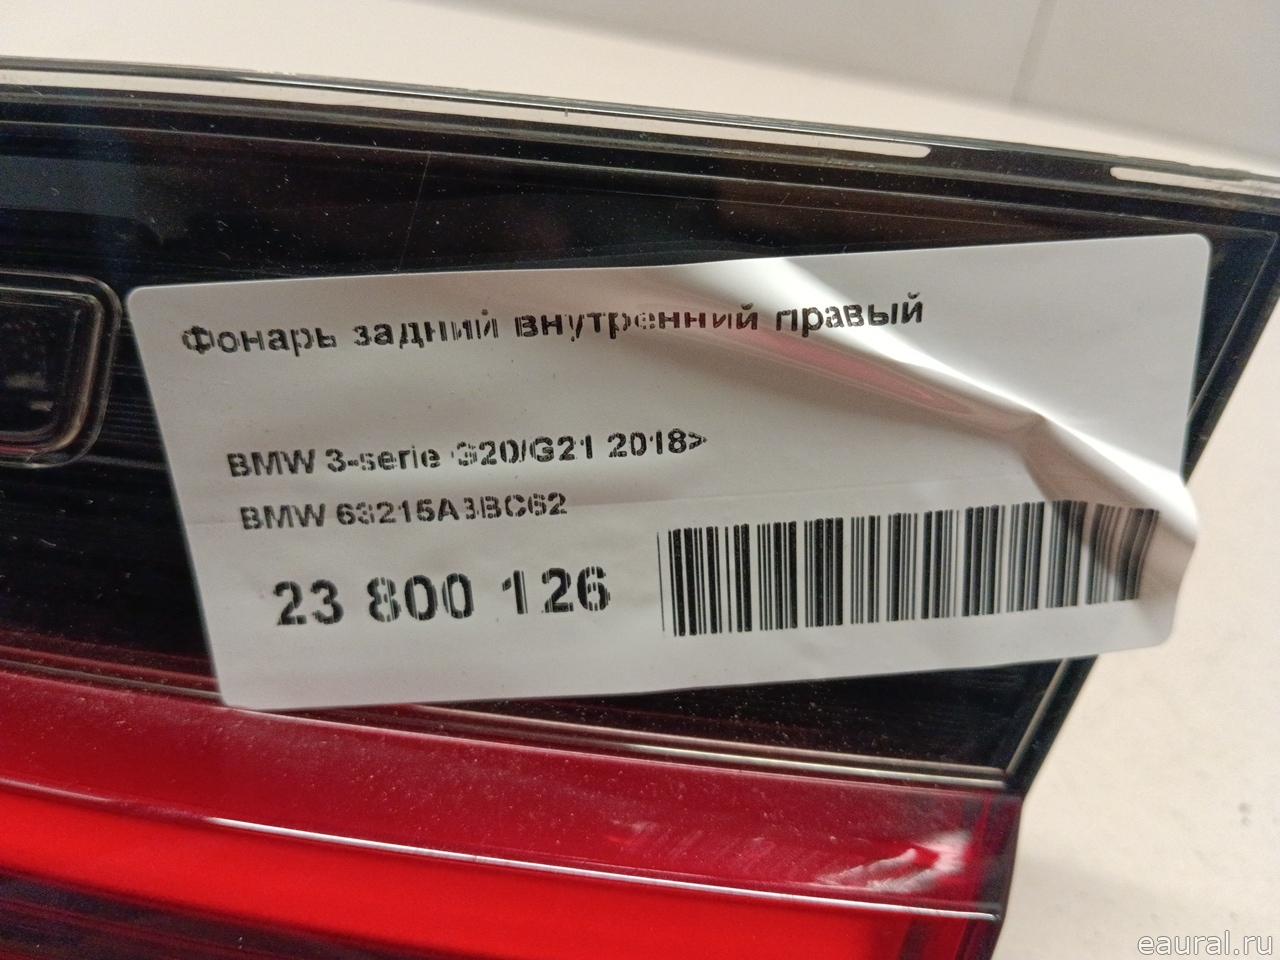 Фонарь задний внутренний правый
BMW 3-serie G20/G21 2018>
BMW 63215A3BC62
23 800 126
eaural.ru